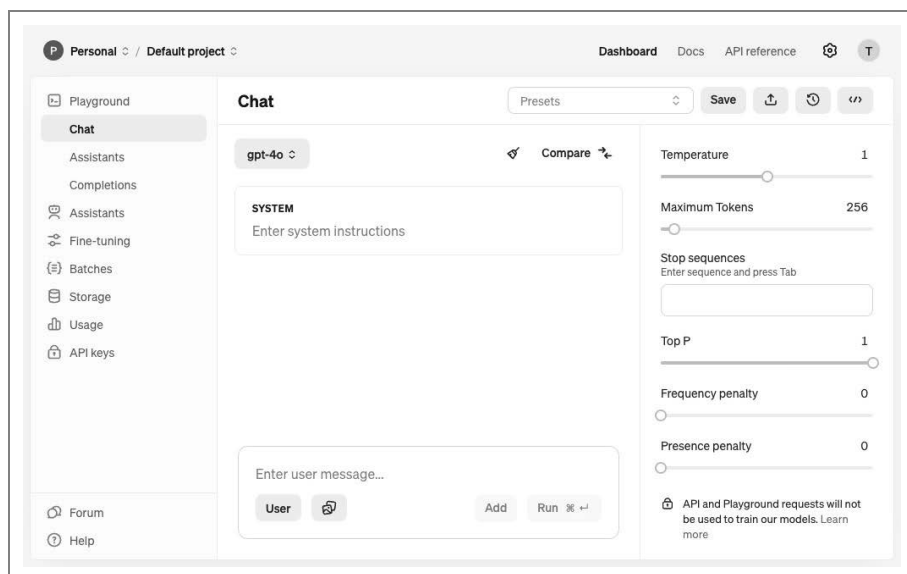 P Personal / Default project
Dashboard Docs API reference T
Playground
Chat
Assistants
Completions
Assistants
Fine-tuning
Batches
Storage
Usage
API keys
Forum
Help
Chat
Presets
Save
gpt-4o
Compare
SYSTEM
Enter system instructions
Enter user message...
User
Add
Run ⌘ ↵
Temperature 1
Maximum Tokens 256
Stop sequences
Enter sequence and press Tab
Top P 1
Frequency penalty 0
Presence penalty 0
API and Playground requests will not
be used to train our models. Learn
more